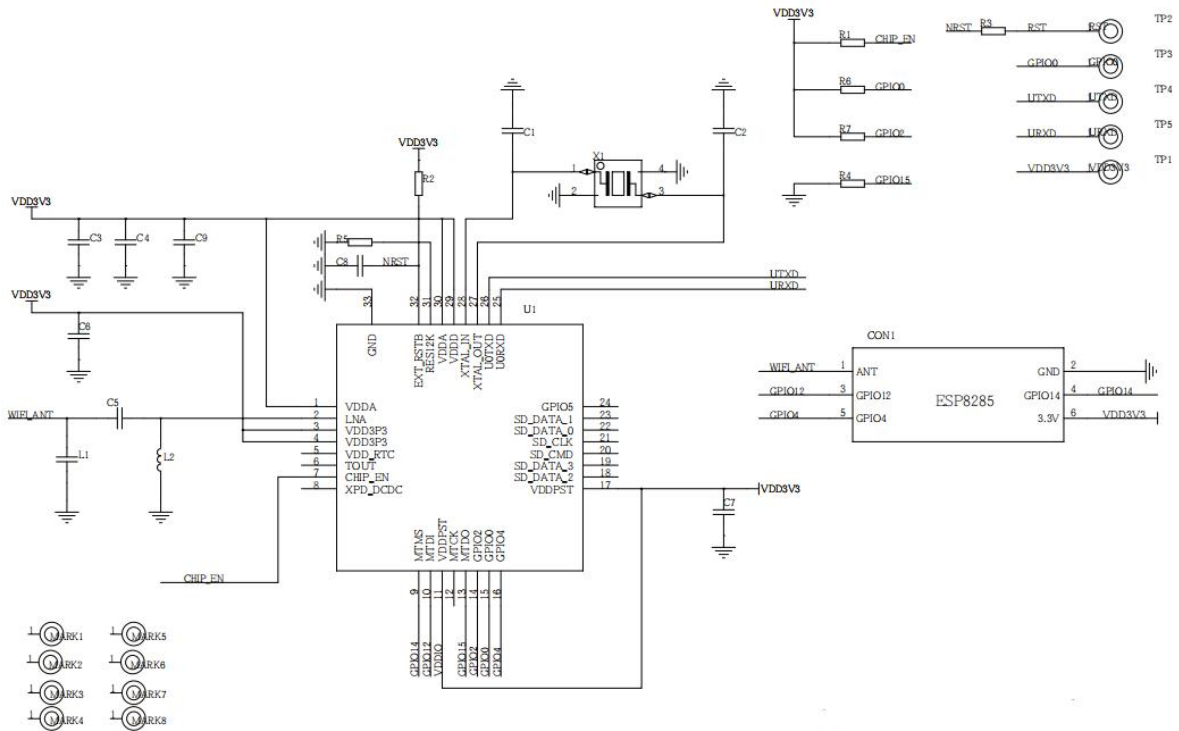 VDD3V3
R1 CHIP_EN
R6 GPIO0
R7 GPIO2
R4 GPIO15
NRST R3 RST RST TP2
GPIO0 GPIO0 TP3
UTXD UTXD TP4
URXD URXD TP5
VDD3V3 VDD3V3 TP1
C1
C2
X1
1
2
4
3
VDD3V3
R2
VDD3V3
C3
C4
C9
R5
C8 NRST
UTXD
URXD
VDD3V3
C6
33
32
31
30
29
28
27
26
25
U1
GND
EXT_RSTB
RES12K
VDDA
VDDD
XTAL_IN
XTAL_OUT
U0TXD
U0RXD
WIFI_ANT
C5
L1
L2
1 VDDA
2 LNA
3 VDD3P3
4 VDD3P3
5 VDD_RTC
6 TOUT
7 CHIP_EN
8 XPD_DCDC
GPIO5 24
SD_DATA_1 23
SD_DATA_0 22
SD_CLK 21
SD_CMD 20
SD_DATA_3 19
SD_DATA_2 18
VDDPST 17
VDD3V3
C7
MTMS
MTDI
VDDPST
MTCK
MTDO
GPIO2
GPIO0
GPIO4
9
10
11
12
13
14
15
16
GPIO14
GPIO12
VDDIO
GPIO15
GPIO2
GPIO0
GPIO4
CHIP_EN
CON1
WIFI_ANT 1 ANT GND 2
GPIO12 3 GPIO12 GPIO14 4 GPIO14
GPIO4 5 GPIO4 3.3V 6 VDD3V3
ESP8285
1 MARK1 1 MARK5
1 MARK2 1 MARK6
1 MARK3 1 MARK7
1 MARK4 1 MARK8